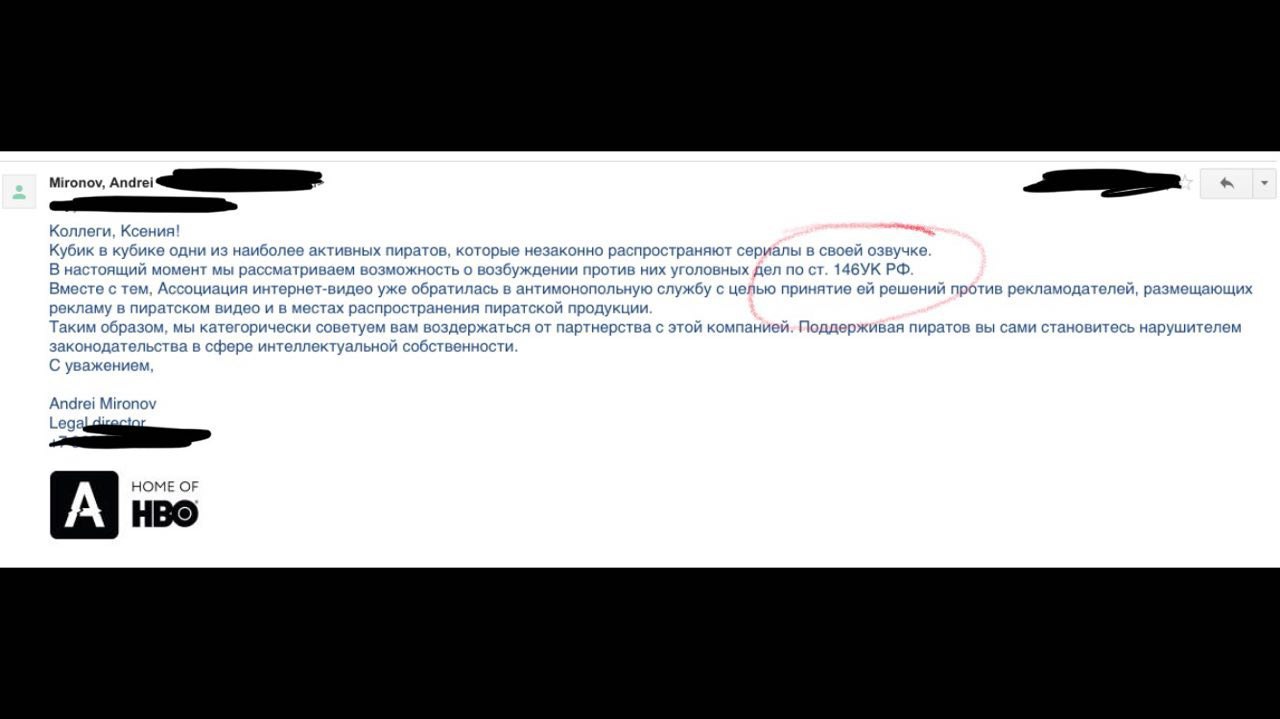 Mironov, Andrei
Коллеги, Ксения!
Кубик в кубике одни из наиболее активных пиратов, которые незаконно распространяют сериалы в своей озвучке.
В настоящий момент мы рассматриваем возможность о возбуждении против них уголовных дел по ст. 146УК РФ.
Вместе с тем, Ассоциация интернет-видео уже обратилась в антимонопольную службу с целью принятие ей решений против рекламодателей, размещающих
рекламу в пиратском видео и в местах распространения пиратской продукции.
Таким образом, мы категорически советуем вам воздержаться от партнерства с этой компанией. Поддерживая пиратов вы сами становитесь нарушителем
законодательства в сфере интеллектуальной собственности.
С уважением,
Andrei Mironov
Legal director
A
HOME OF
HBO